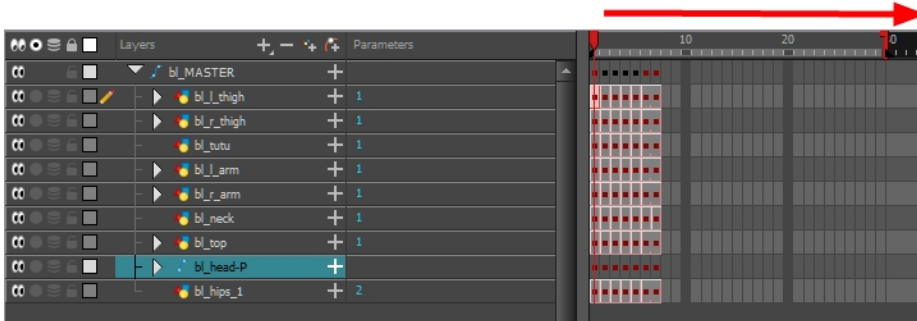 Layers Parameters 10 20 30
bl_MASTER
bl_l_thigh 1
bl_r_thigh 1
bl_tutu 1
bl_l_arm 1
bl_r_arm 1
bl_neck 1
bl_top 1
bl_head-P
bl_hips_1 2